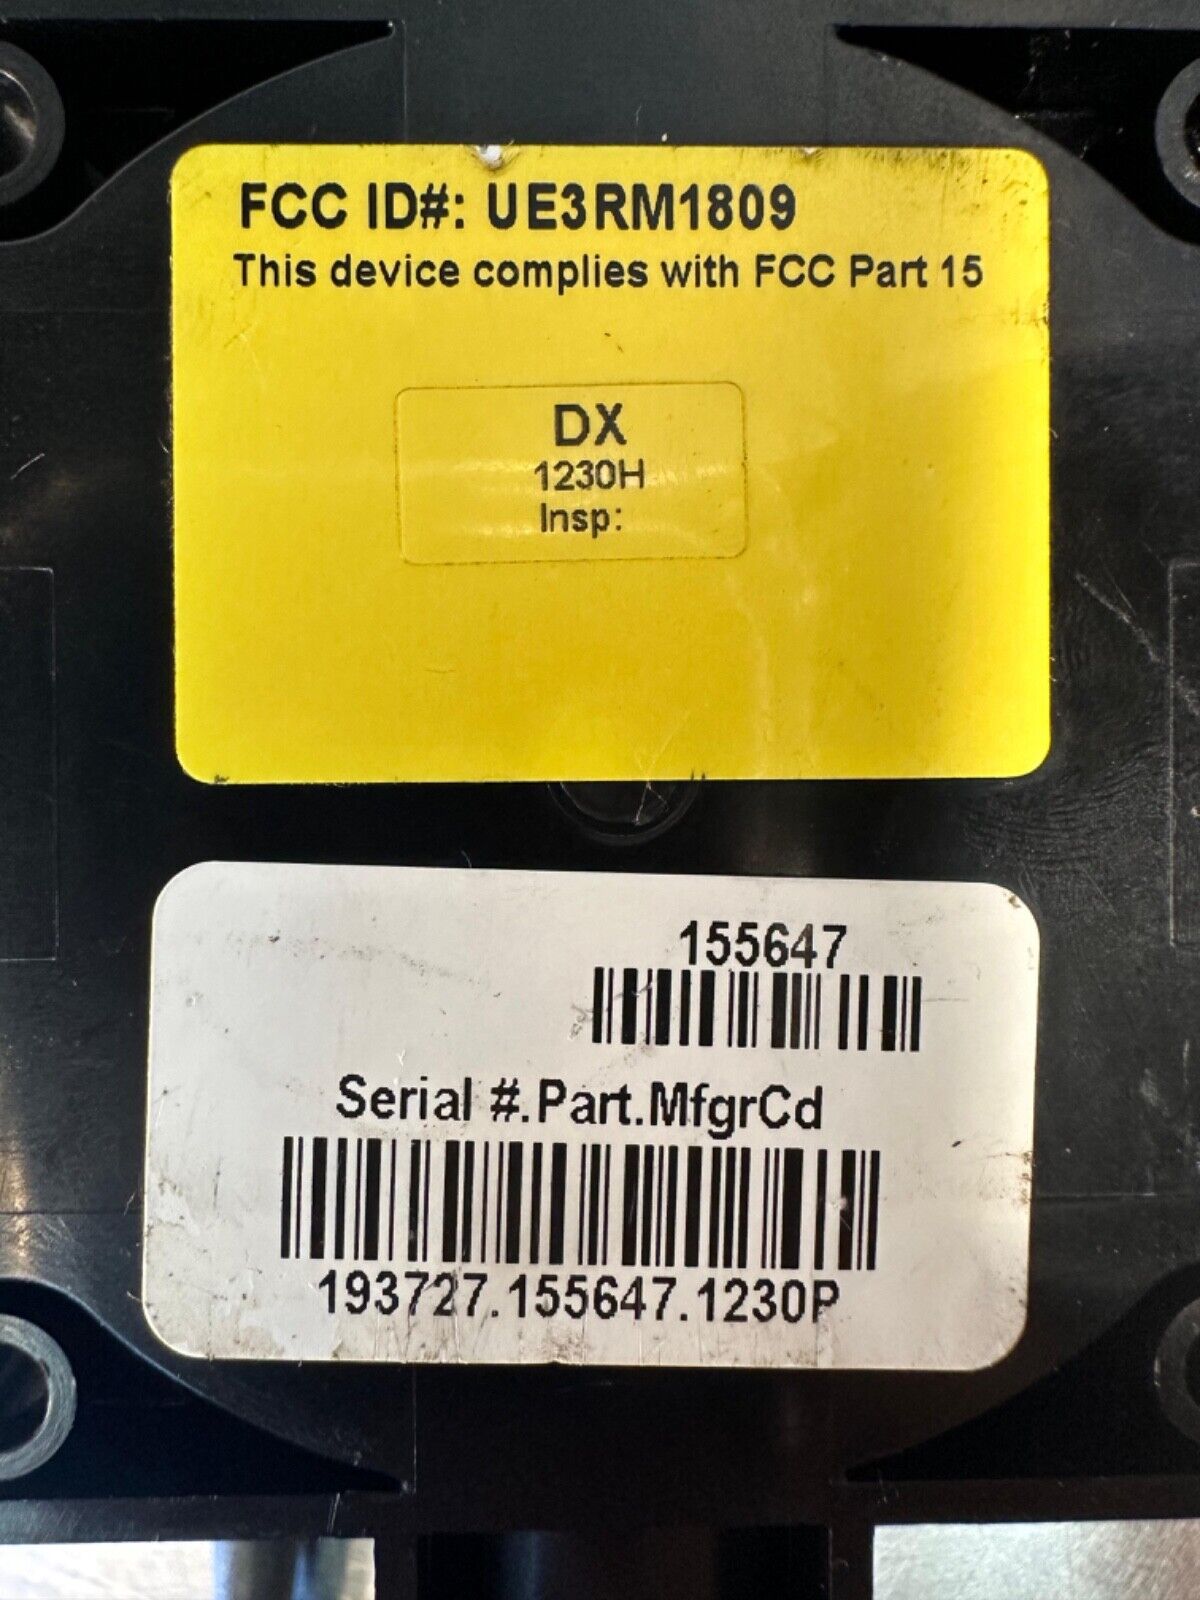 FCC ID#: UE3RM1809
This device complies with FCC Part 15
DX
1230H
Insp:
155647
Serial #.Part.MfgrCd
193727.155647.1230P